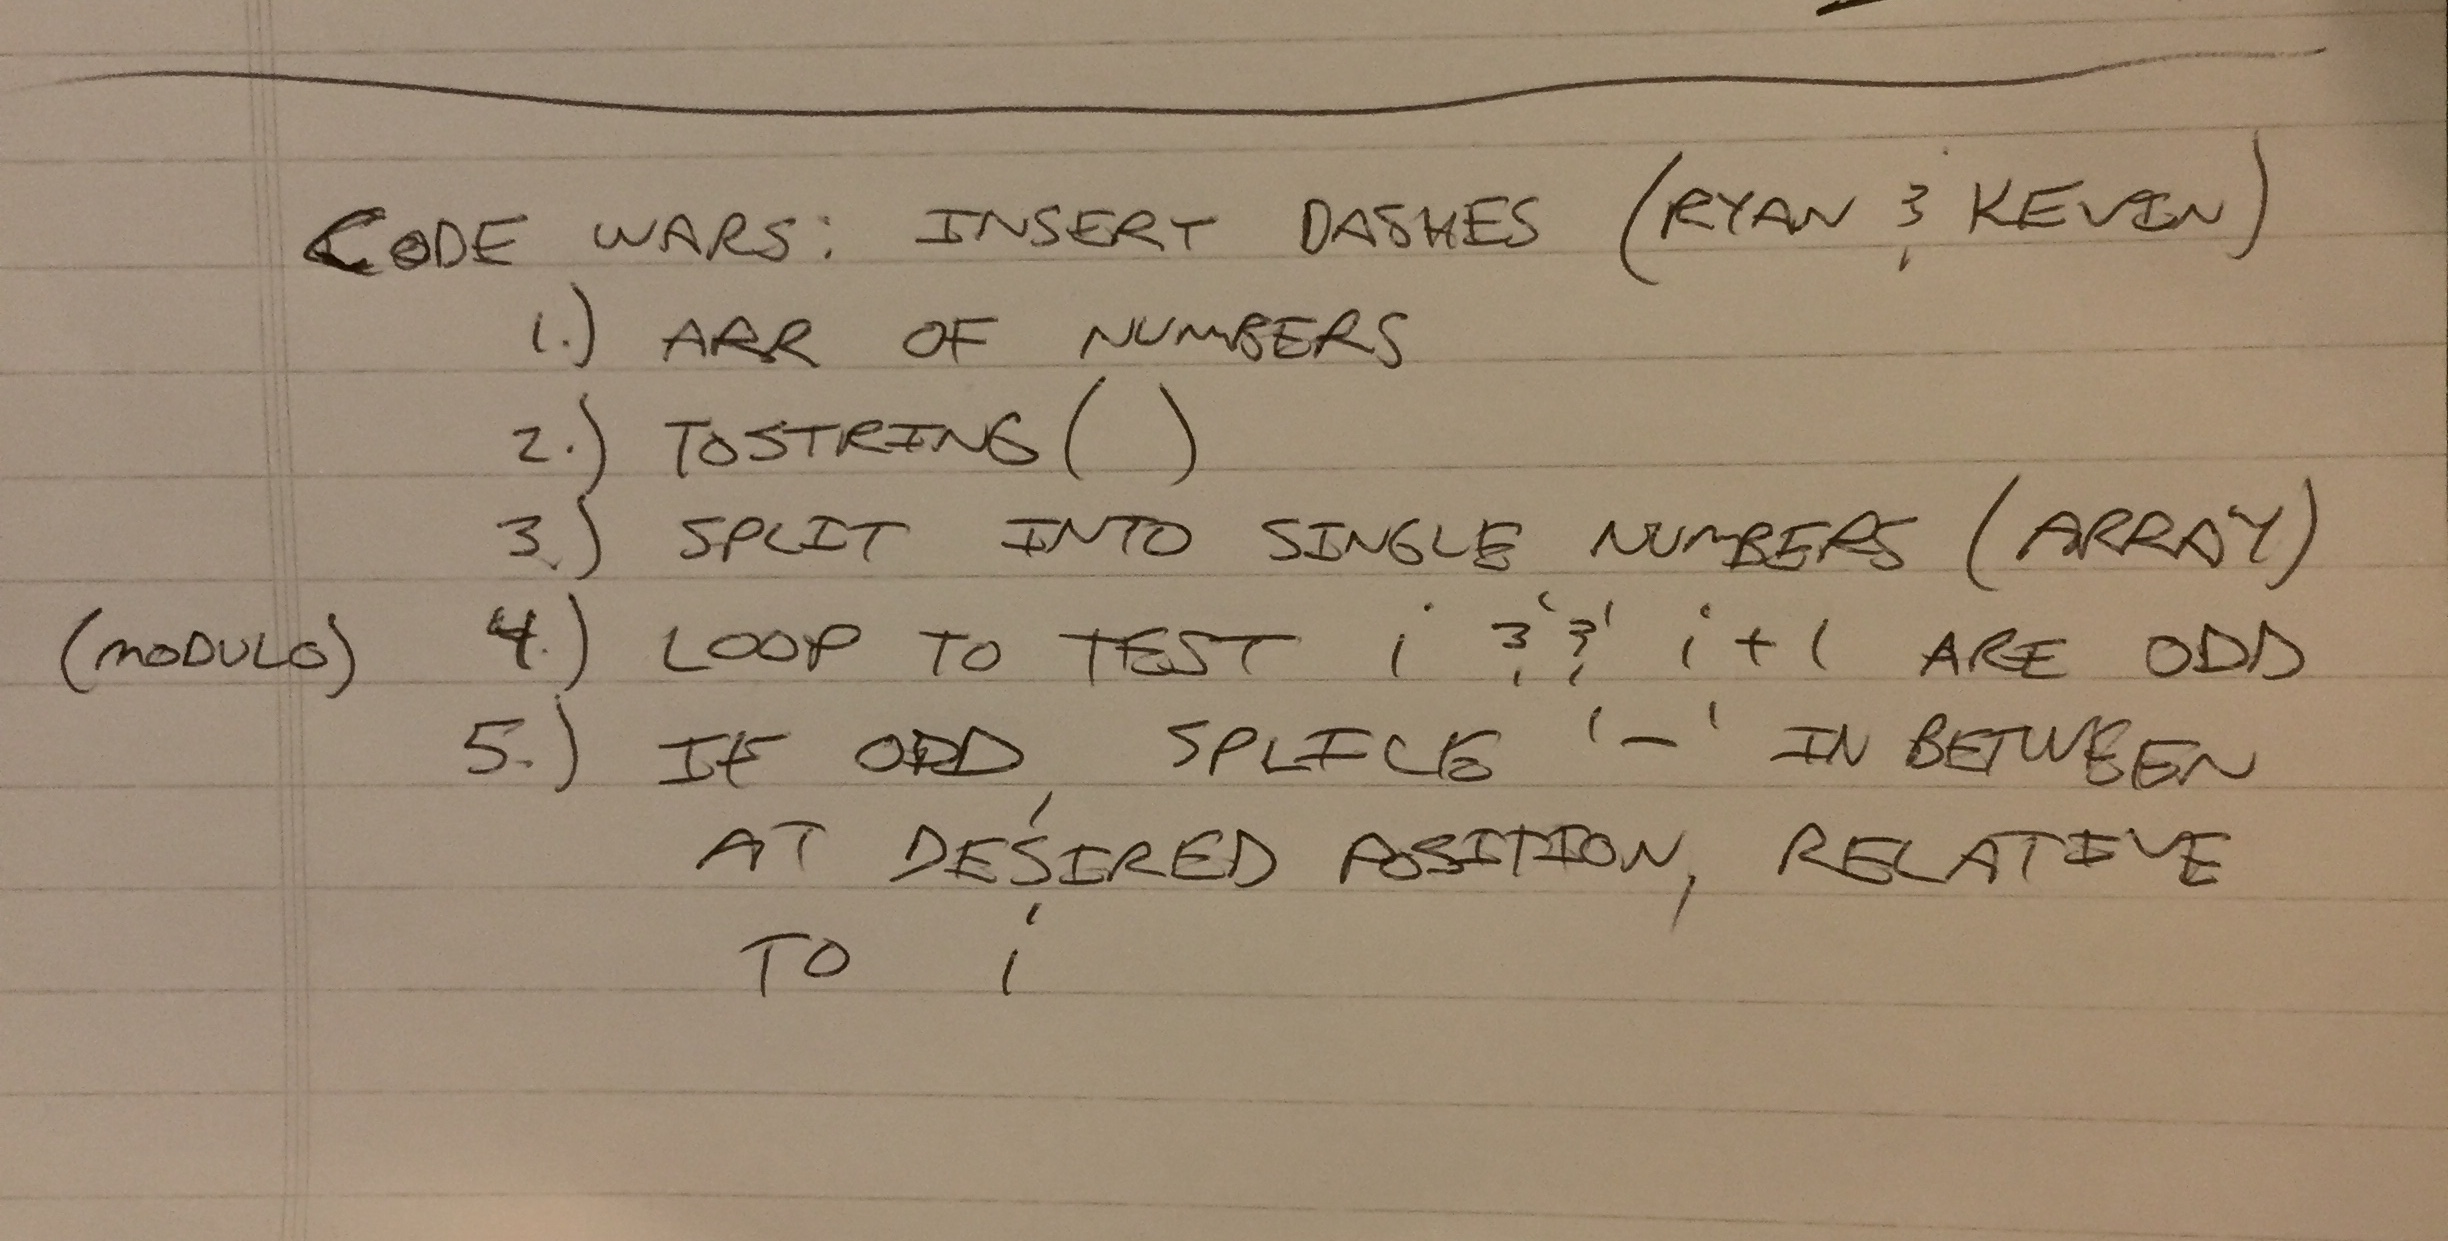 CODE WARS: INSERT DASHES (RYAN & KEVIN)
1.) ARR OF NUMBERS
2.) TOSTRING( )
3.) SPLIT INTO SINGLE NUMBERS (ARRAY)
(MODULO) 4.) LOOP TO TEST i && i+1 ARE ODD
5.) IF ODD, SPLICE '-' IN BETWEEN
AT DESIRED POSITION, RELATIVE
TO i